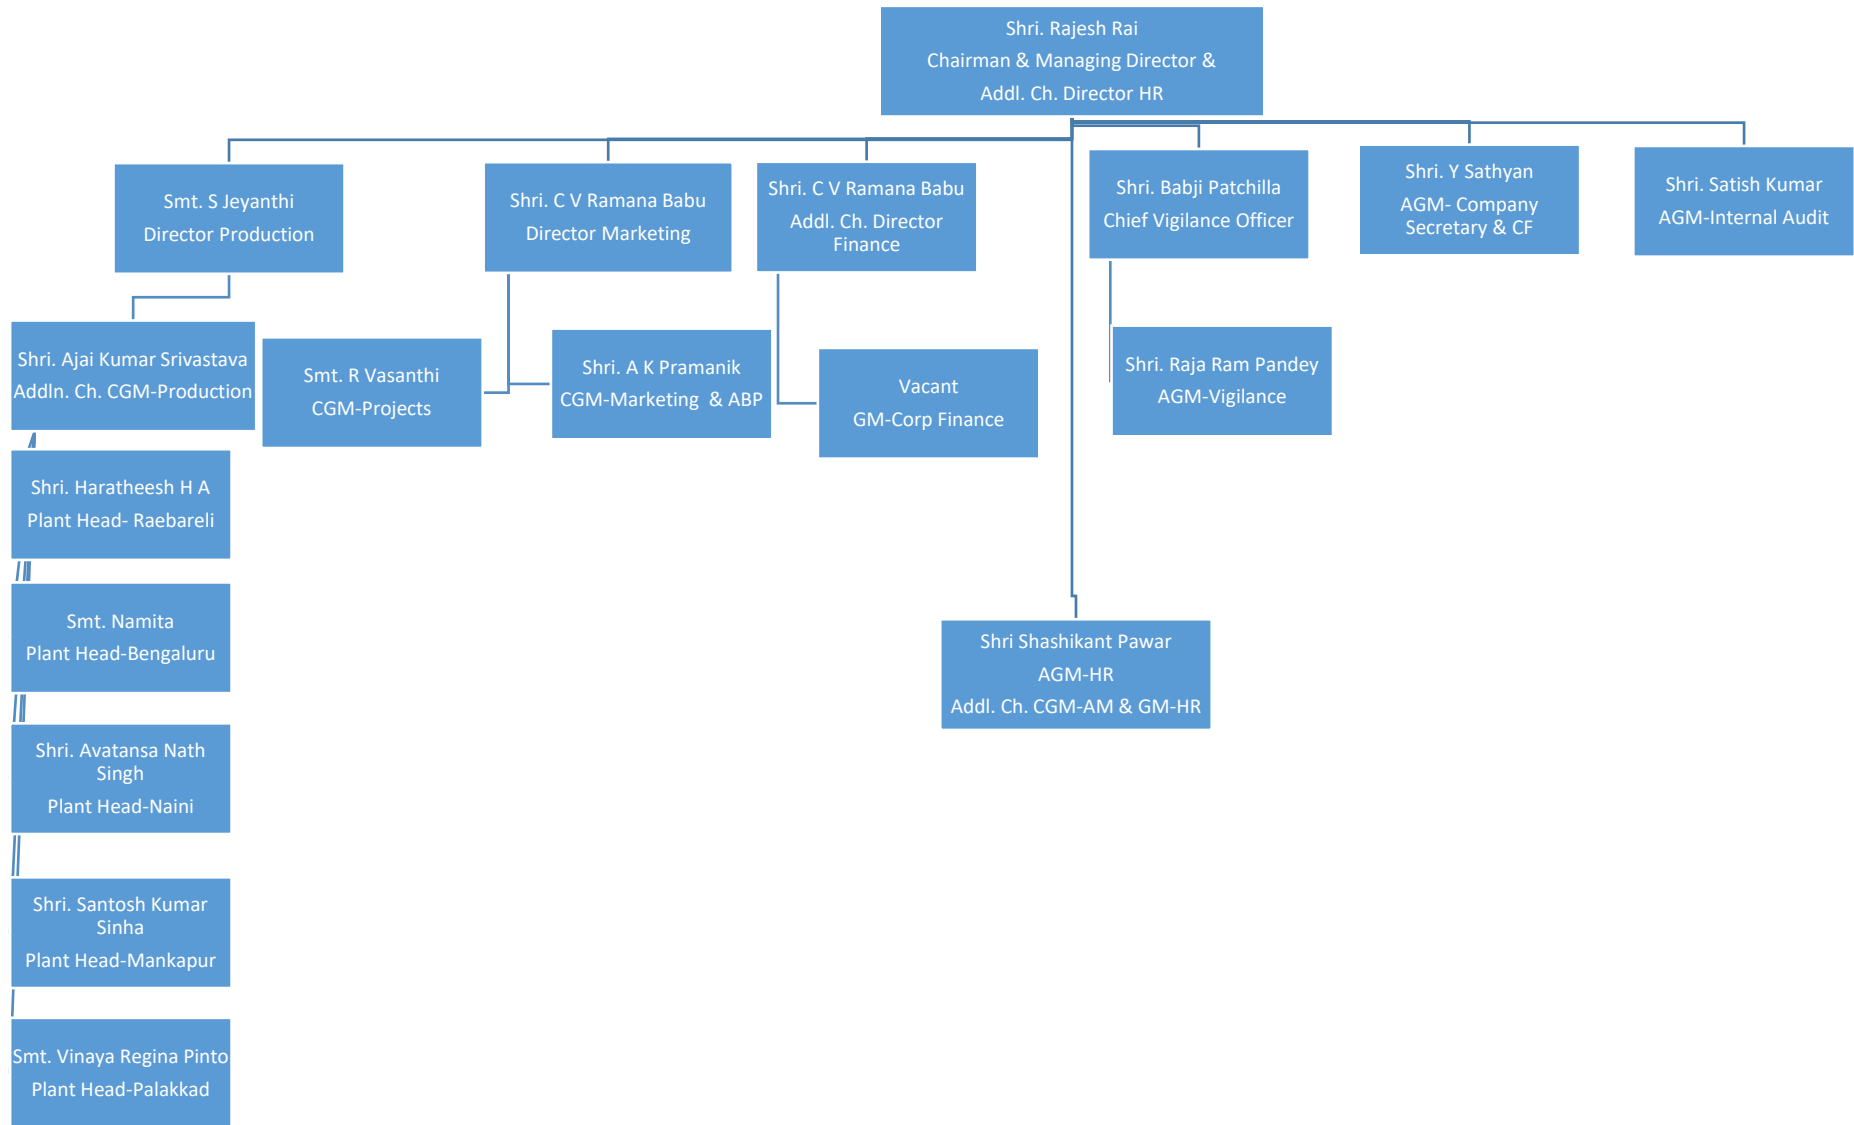 Shri. Rajesh Rai
Chairman & Managing Director &
Addl. Ch. Director HR
Smt. S Jeyanthi
Director Production
Shri. C V Ramana Babu
Director Marketing
Shri. C V Ramana Babu
Addl. Ch. Director
Finance
Shri. Babji Patchilla
Chief Vigilance Officer
Shri. Y Sathyan
AGM- Company
Secretary & CF
Shri. Satish Kumar
AGM-Internal Audit
Shri. Ajai Kumar Srivastava
Addln. Ch. CGM-Production
Smt. R Vasanthi
CGM-Projects
Shri. A K Pramanik
CGM-Marketing & ABP
Vacant
GM-Corp Finance
Shri. Raja Ram Pandey
AGM-Vigilance
Shri. Haratheesh H A
Plant Head- Raebareli
Smt. Namita
Plant Head-Bengaluru
Shri Shashikant Pawar
AGM-HR
Addl. Ch. CGM-AM & GM-HR
Shri. Avatansa Nath
Singh
Plant Head-Naini
Shri. Santosh Kumar
Sinha
Plant Head-Mankapur
Smt. Vinaya Regina Pinto
Plant Head-Palakkad